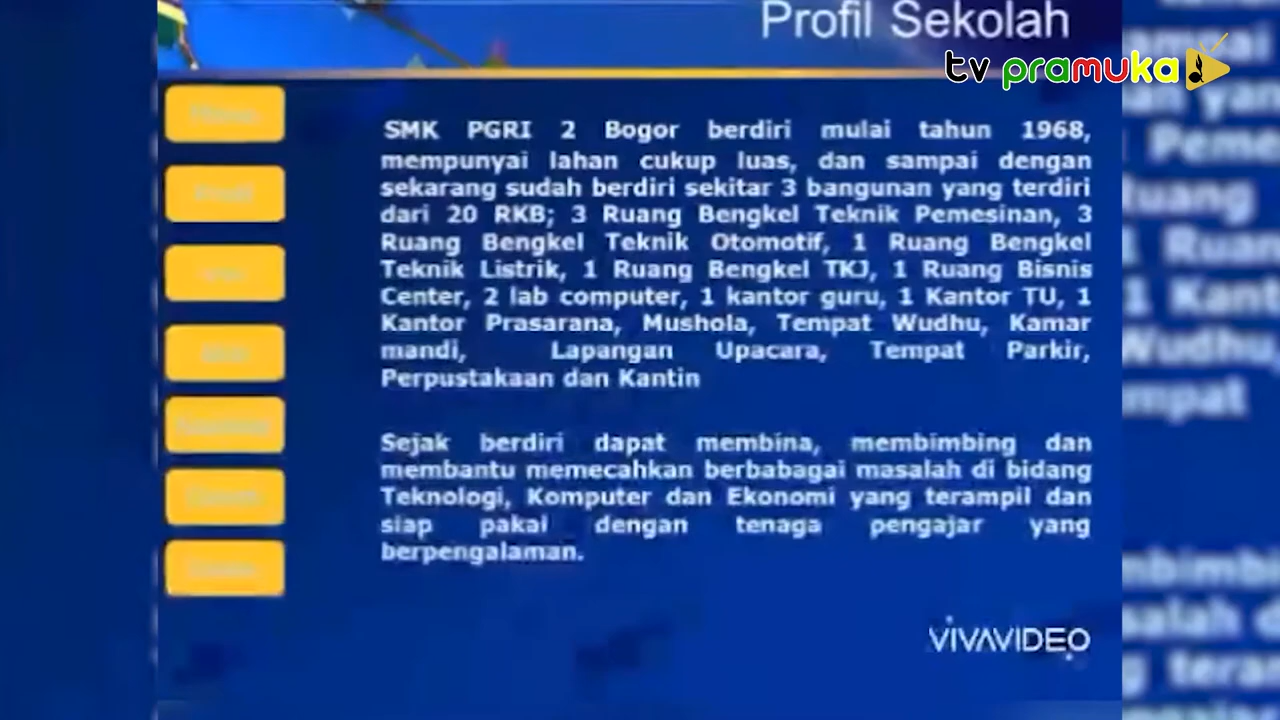 Profil Sekolah
tv pramuka
SMK PGRI 2 Bogor berdiri mulai tahun 1968,
mempunyai lahan cukup luas, dan sampai dengan
sekarang sudah berdiri sekitar 3 bangunan yang terdiri
dari 20 RKB; 3 Ruang Bengkel Teknik Pemesinan, 3
Ruang Bengkel Teknik Otomotif, 1 Ruang Bengkel
Teknik Listrik, 1 Ruang Bengkel TKJ, 1 Ruang Bisnis
Center, 2 lab computer, 1 kantor guru, 1 Kantor TU, 1
Kantor Prasarana, Mushola, Tempat Wudhu, Kamar
mandi, Lapangan Upacara, Tempat Parkir,
Perpustakaan dan Kantin
Sejak berdiri dapat membina, membimbing dan
membantu memecahkan berbabagai masalah di bidang
Teknologi, Komputer dan Ekonomi yang terampil dan
siap pakai dengan tenaga pengajar yang
berpengalaman.
VIVAVIDEO